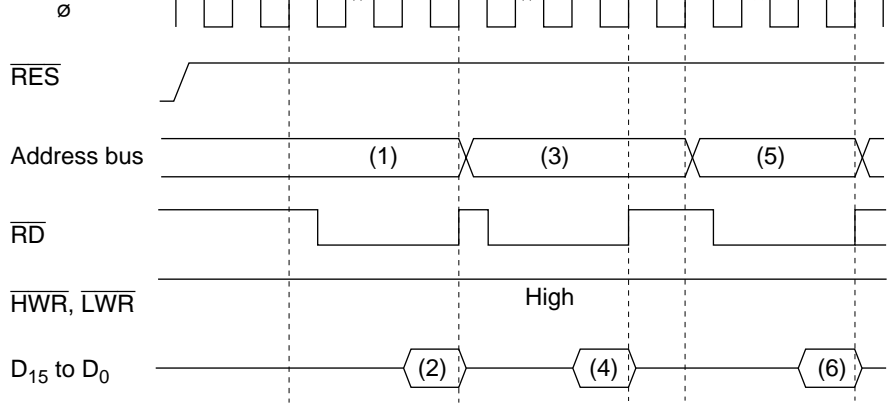 ø
RES
Address bus (1) (3) (5)
RD
HWR, LWR High
D15 to D0 (2) (4) (6)